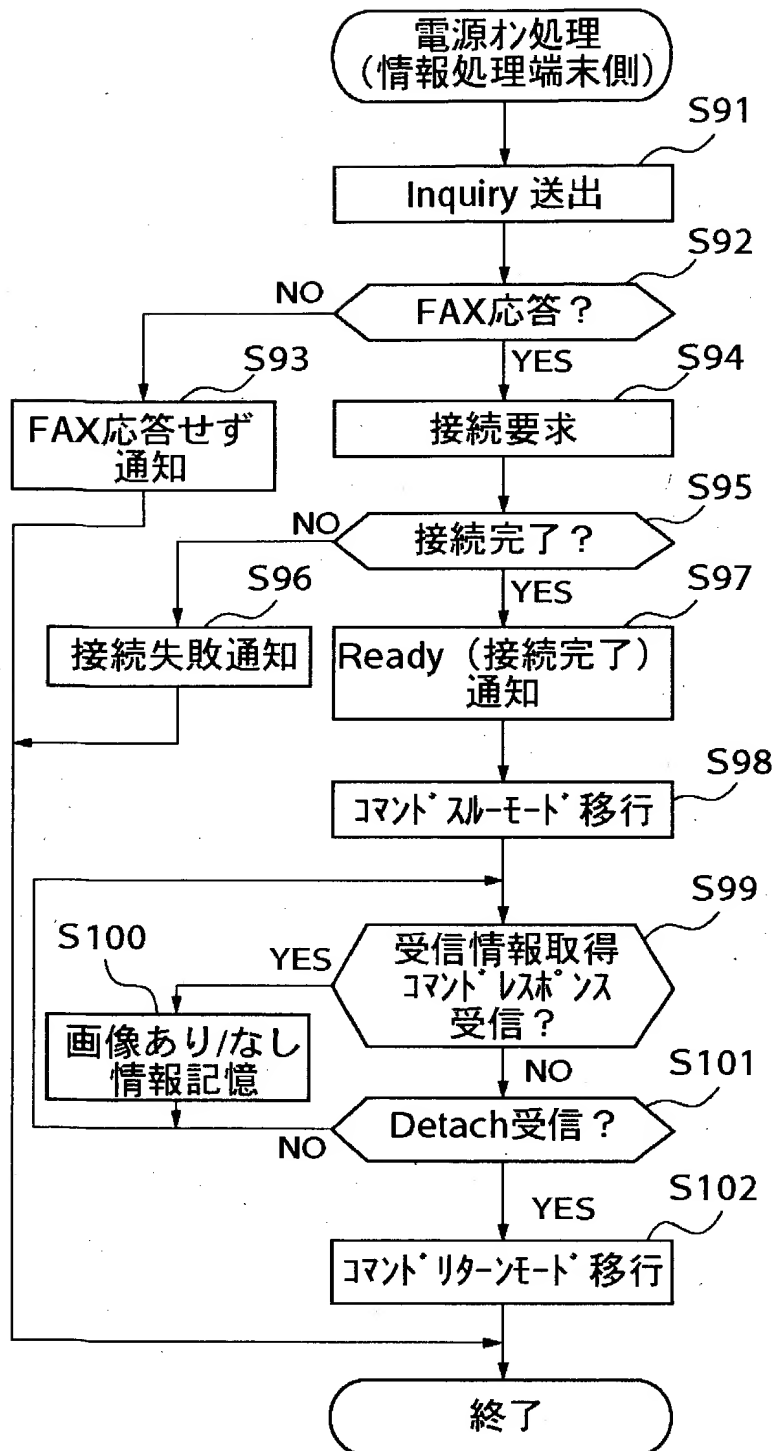 電源オン処理
(情報処理端末側)
S91
Inquiry 送出
S92
FAX応答?
NO
YES
S93
FAX応答せず
通知
S94
接続要求
S95
接続完了?
NO
YES
S96
接続失敗通知
S97
Ready (接続完了)
通知
S98
コマンドスルーモード移行
S99
受信情報取得
コマンドレスポンス
受信?
YES
NO
S100
画像あり/なし
情報記憶
S101
Detach受信?
NO
YES
S102
コマンドリターンモード移行
終了